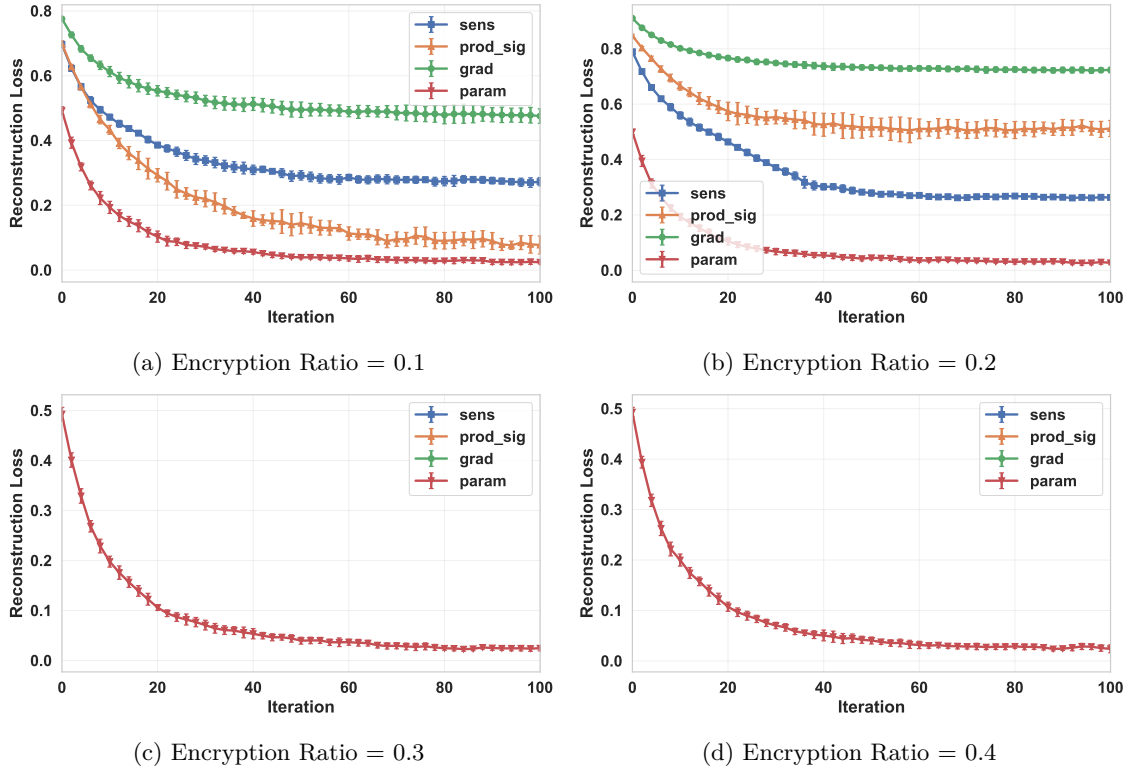 0.8
0.6
0.4
0.2
0.0
Reconstruction Loss
sens
prod_sig
grad
param
0 20 40 60 80 100
Iteration
(a) Encryption Ratio = 0.1
0.8
0.6
0.4
0.2
0.0
Reconstruction Loss
sens
prod_sig
grad
param
0 20 40 60 80 100
Iteration
(b) Encryption Ratio = 0.2
0.5
0.4
0.3
0.2
0.1
0.0
Reconstruction Loss
sens
prod_sig
grad
param
0 20 40 60 80 100
Iteration
(c) Encryption Ratio = 0.3
0.5
0.4
0.3
0.2
0.1
0.0
Reconstruction Loss
sens
prod_sig
grad
param
0 20 40 60 80 100
Iteration
(d) Encryption Ratio = 0.4